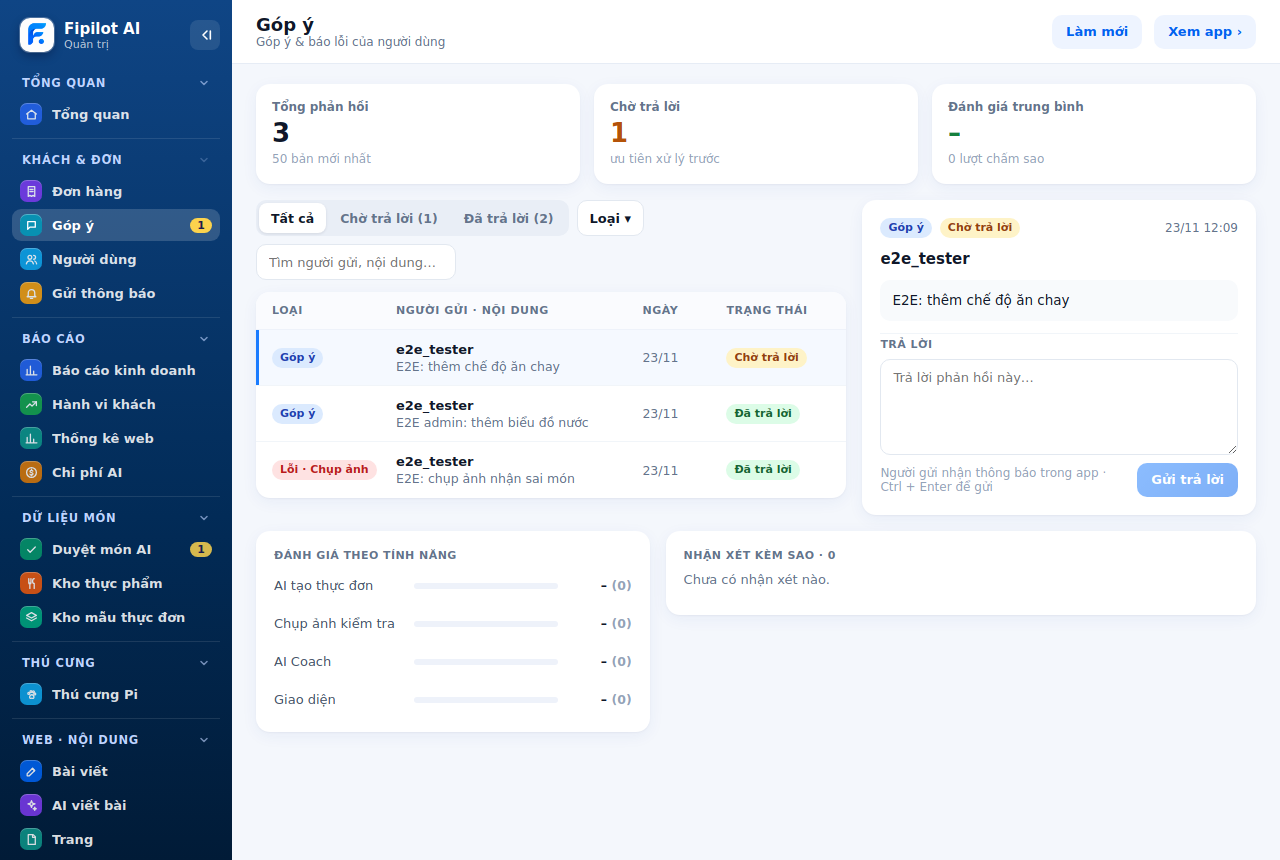 Fipilot AI
Quản trị
TỔNG QUAN
Tổng quan
KHÁCH & ĐƠN
Đơn hàng
Góp ý 1
Người dùng
Gửi thông báo
BÁO CÁO
Báo cáo kinh doanh
Hành vi khách
Thống kê web
Chi phí AI
DỮ LIỆU MÓN
Duyệt món AI 1
Kho thực phẩm
Kho mẫu thực đơn
THÚ CƯNG
Thú cưng Pi
WEB · NỘI DUNG
Bài viết
AI viết bài
Trang
Góp ý
Góp ý & báo lỗi của người dùng
Làm mới
Xem app ›
Tổng phản hồi
3
50 bản mới nhất
Chờ trả lời
1
ưu tiên xử lý trước
Đánh giá trung bình
–
0 lượt chấm sao
Tất cả Chờ trả lời (1) Đã trả lời (2) Loại ▾
Tìm người gửi, nội dung…
LOẠI NGƯỜI GỬI · NỘI DUNG NGÀY TRẠNG THÁI
Góp ý e2e_tester 23/11 Chờ trả lời
E2E: thêm chế độ ăn chay
Góp ý e2e_tester 23/11 Đã trả lời
E2E admin: thêm biểu đồ nước
Lỗi · Chụp ảnh e2e_tester 23/11 Đã trả lời
E2E: chụp ảnh nhận sai món
Góp ý Chờ trả lời 23/11 12:09
e2e_tester
E2E: thêm chế độ ăn chay
TRẢ LỜI
Trả lời phản hồi này…
Người gửi nhận thông báo trong app ·
Ctrl + Enter để gửi
Gửi trả lời
ĐÁNH GIÁ THEO TÍNH NĂNG
AI tạo thực đơn – (0)
Chụp ảnh kiểm tra – (0)
AI Coach – (0)
Giao diện – (0)
NHẬN XÉT KÈM SAO · 0
Chưa có nhận xét nào.